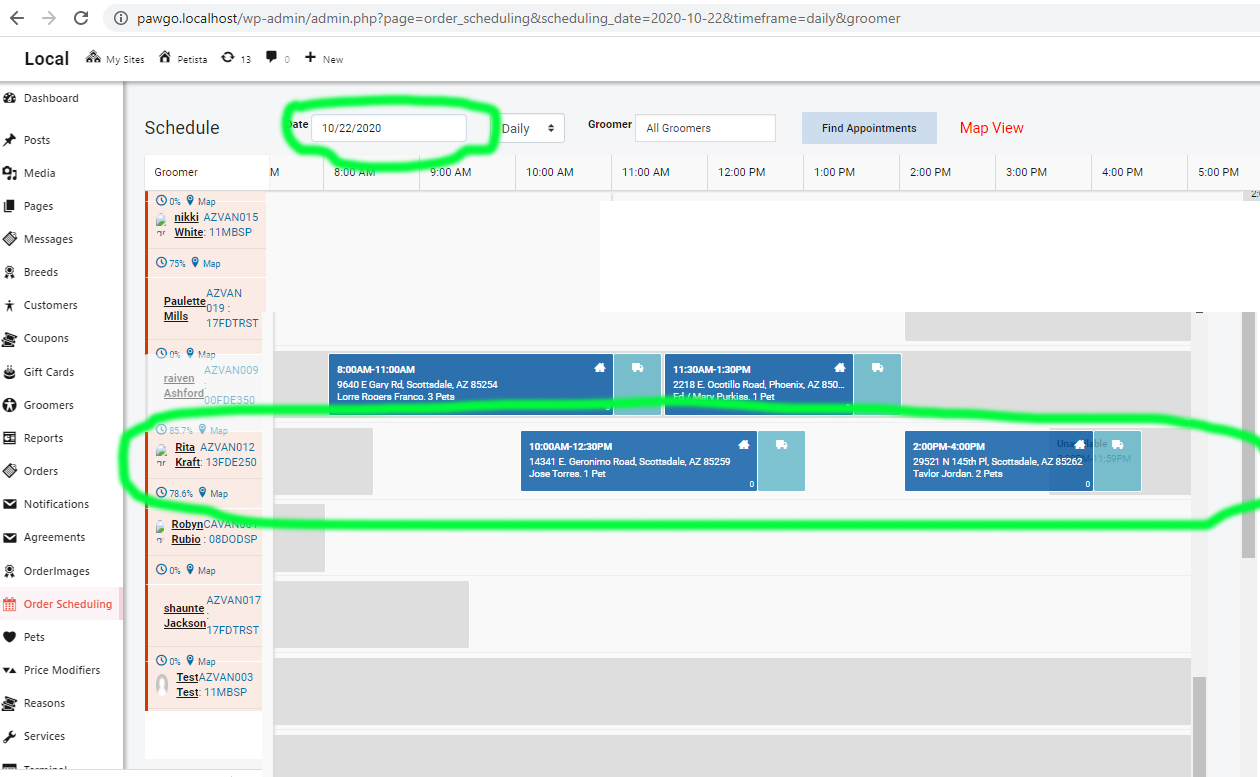 pawgo.localhost/wp-admin/admin.php?page=order_scheduling&scheduling_date=2020-10-22&timeframe=daily&groomer
Local My Sites Petista 13 0 New
Dashboard
Posts
Media
Pages
Messages
Breeds
Customers
Coupons
Gift Cards
Groomers
Reports
Orders
Notifications
Agreements
OrderImages
Order Scheduling
Pets
Price Modifiers
Reasons
Services
Terminal
Schedule
Date 10/22/2020 Daily Groomer All Groomers Find Appointments Map View
Groomer M 8:00 AM 9:00 AM 10:00 AM 11:00 AM 12:00 PM 1:00 PM 2:00 PM 3:00 PM 4:00 PM 5:00 PM
0% Map
nikki AZVAN015
White: 11MBSP
75% Map
Paulette Mills
AZVAN
019 :
17FDTRST
0% Map
raiven Ashford
AZVAN009
:
00FDE350
8:00AM-11:00AM
9640 E Gary Rd, Scottsdale, AZ 85254
Lorre Rogers Franco, 3 Pets
11:30AM-1:30PM
2218 E. Ocotillo Road, Phoenix, AZ 850...
Ed / Mary Purkiss, 1 Pet
85.7% Map
Rita AZVAN012
Kraft: 13FDE250
10:00AM-12:30PM
14341 E. Geronimo Road, Scottsdale, AZ 85259
Jose Torres, 1 Pet
0
2:00PM-4:00PM
29521 N 145th Pl, Scottsdale, AZ 85262
Taylor Jordan, 2 Pets
0
78.6% Map
Robyn CAVAN001
Rubio : 08DODSP
0% Map
shaunte Jackson
AZVAN017
:
17FDTRST
0% Map
Test AZVAN003
Test: 11MBSP